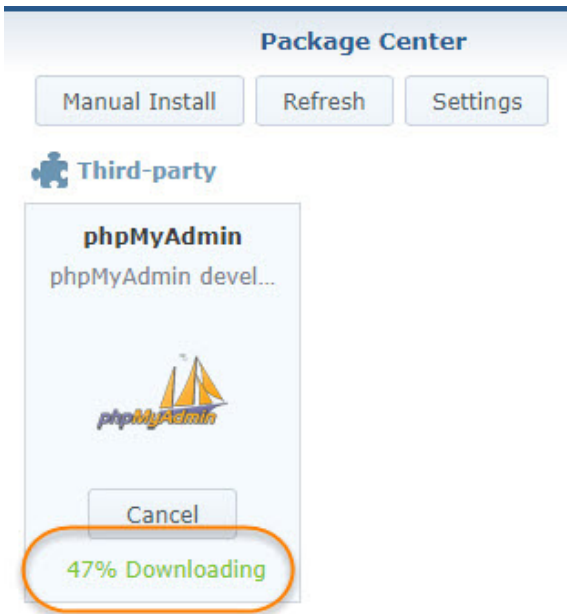 Package Center
Manual Install Refresh Settings
Third-party
phpMyAdmin
phpMyAdmin devel...
phpMyAdmin
Cancel
47% Downloading